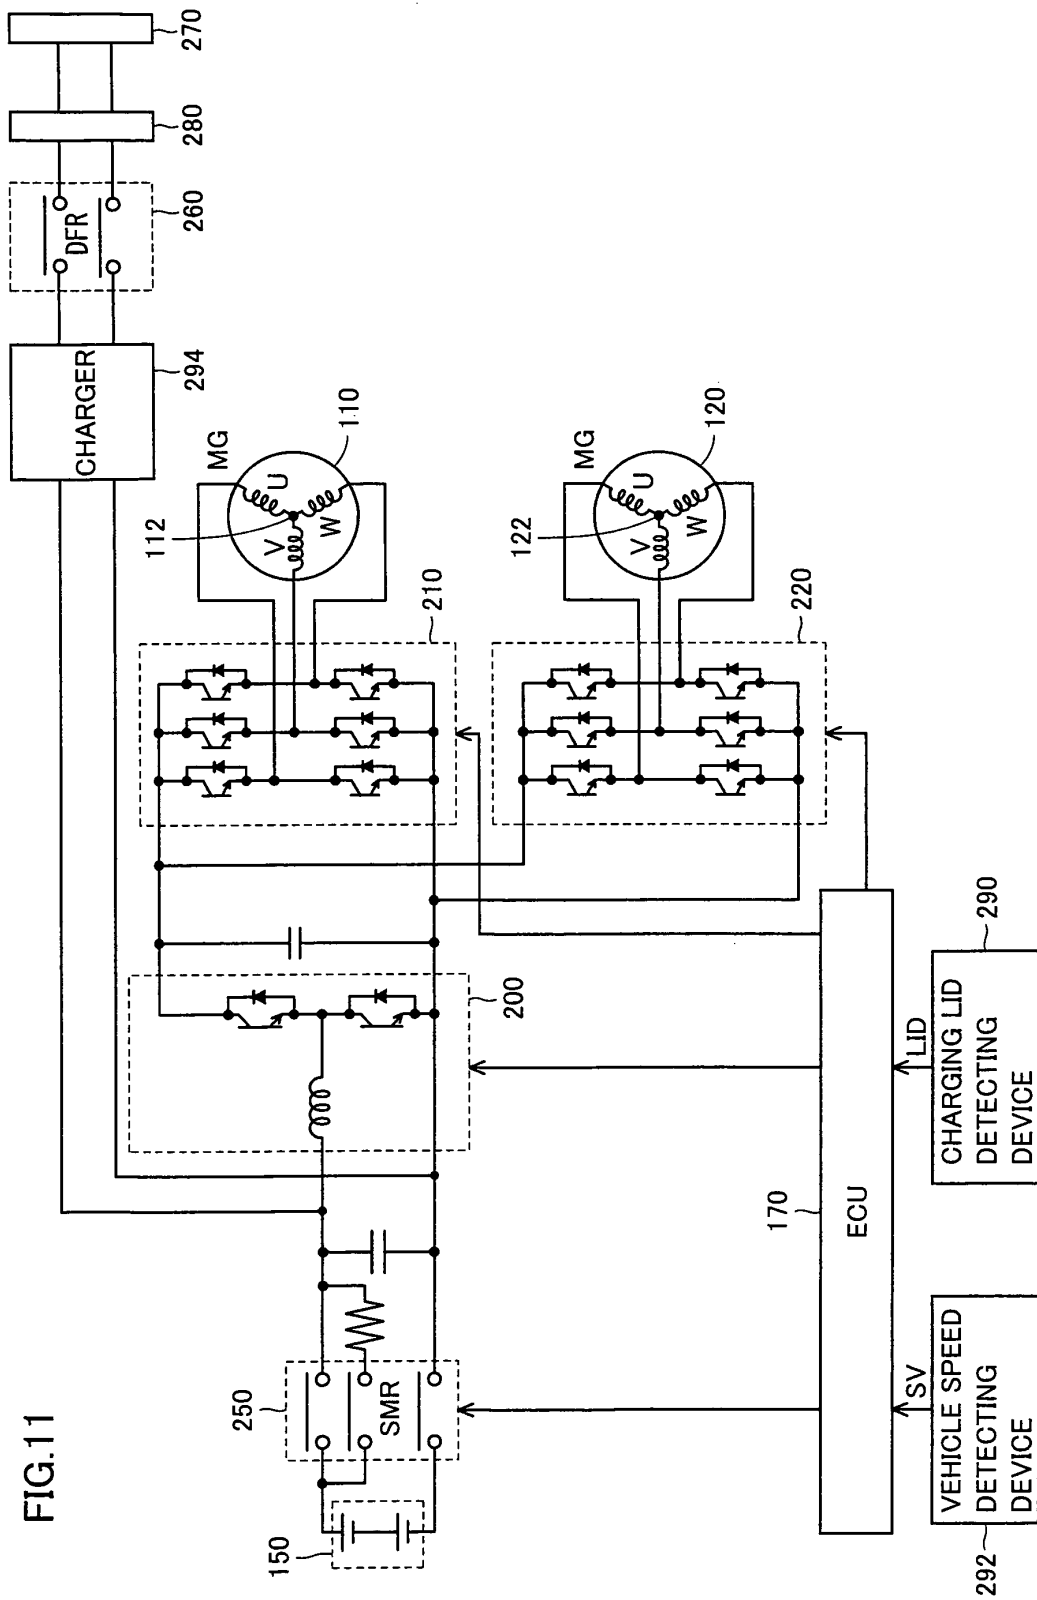 FIG.11
270
280
260
DFR
294
CHARGER
MG
110
112
U
V
W
210
MG
120
122
U
V
W
220
200
250
SMR
150
170
ECU
LID
290
CHARGING LID
DETECTING
DEVICE
SV
292
VEHICLE SPEED
DETECTING
DEVICE